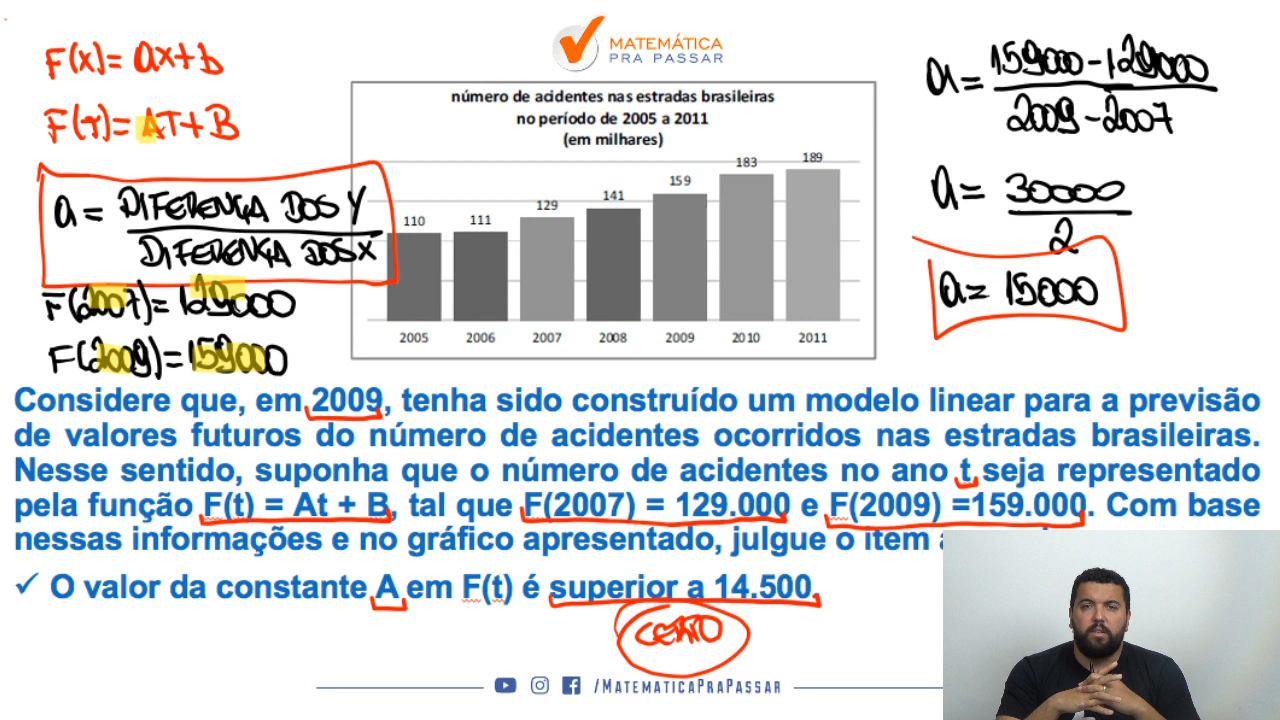 F(x)= ax+b
F(T)= AT+B
a = DIFERENÇA DOS Y
DIFERENÇA DOS X
F(2007)=129000
F(2009)=159000
MATEMÁTICA
PRA PASSAR
número de acidentes nas estradas brasileiras
no período de 2005 a 2011
(em milhares)
110 111 129 141 159 183 189
2005 2006 2007 2008 2009 2010 2011
a= 159000-129000
2009-2007
a= 30000
2
a= 15000
Considere que, em 2009, tenha sido construído um modelo linear para a previsão
de valores futuros do número de acidentes ocorridos nas estradas brasileiras.
Nesse sentido, suponha que o número de acidentes no ano t seja representado
pela função F(t) = At + B, tal que F(2007) = 129.000 e F(2009) =159.000. Com base
nessas informações e no gráfico apresentado, julgue o item a
✓ O valor da constante A em F(t) é superior a 14.500.
CERTO
/MATEMATICAPRAPASSAR